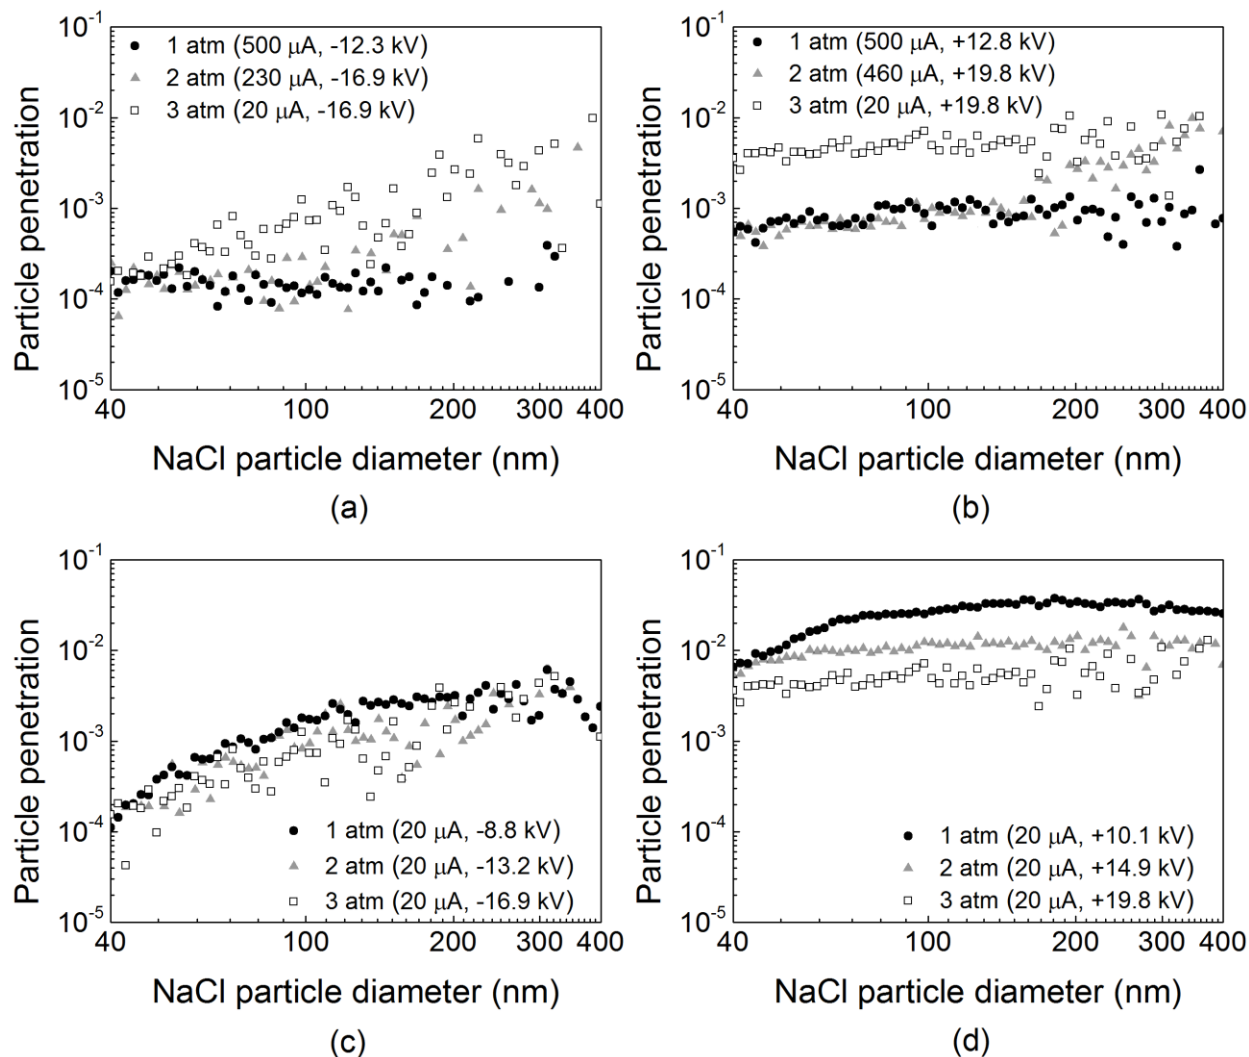 10⁻¹
10⁻²
10⁻³
10⁻⁴
10⁻⁵
Particle penetration
1 atm (500 μA, -12.3 kV)
2 atm (230 μA, -16.9 kV)
3 atm (20 μA, -16.9 kV)
40 100 200 300 400
NaCl particle diameter (nm)
(a)
10⁻¹
10⁻²
10⁻³
10⁻⁴
10⁻⁵
Particle penetration
1 atm (500 μA, +12.8 kV)
2 atm (460 μA, +19.8 kV)
3 atm (20 μA, +19.8 kV)
40 100 200 300 400
NaCl particle diameter (nm)
(b)
10⁻¹
10⁻²
10⁻³
10⁻⁴
10⁻⁵
Particle penetration
1 atm (20 μA, -8.8 kV)
2 atm (20 μA, -13.2 kV)
3 atm (20 μA, -16.9 kV)
40 100 200 300 400
NaCl particle diameter (nm)
(c)
10⁻¹
10⁻²
10⁻³
10⁻⁴
10⁻⁵
Particle penetration
1 atm (20 μA, +10.1 kV)
2 atm (20 μA, +14.9 kV)
3 atm (20 μA, +19.8 kV)
40 100 200 300 400
NaCl particle diameter (nm)
(d)